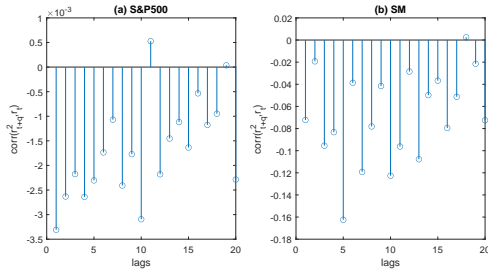 (a) S&P500
×10⁻³
1
0.5
0
-0.5
-1
-1.5
-2
-2.5
-3
-3.5
corr(r²ₜ₊q,rₜ)
0 5 10 15 20
lags
(b) SM
0.02
0
-0.02
-0.04
-0.06
-0.08
-0.1
-0.12
-0.14
-0.16
-0.18
corr(r²ₜ₊q,rₜ)
0 5 10 15 20
lags